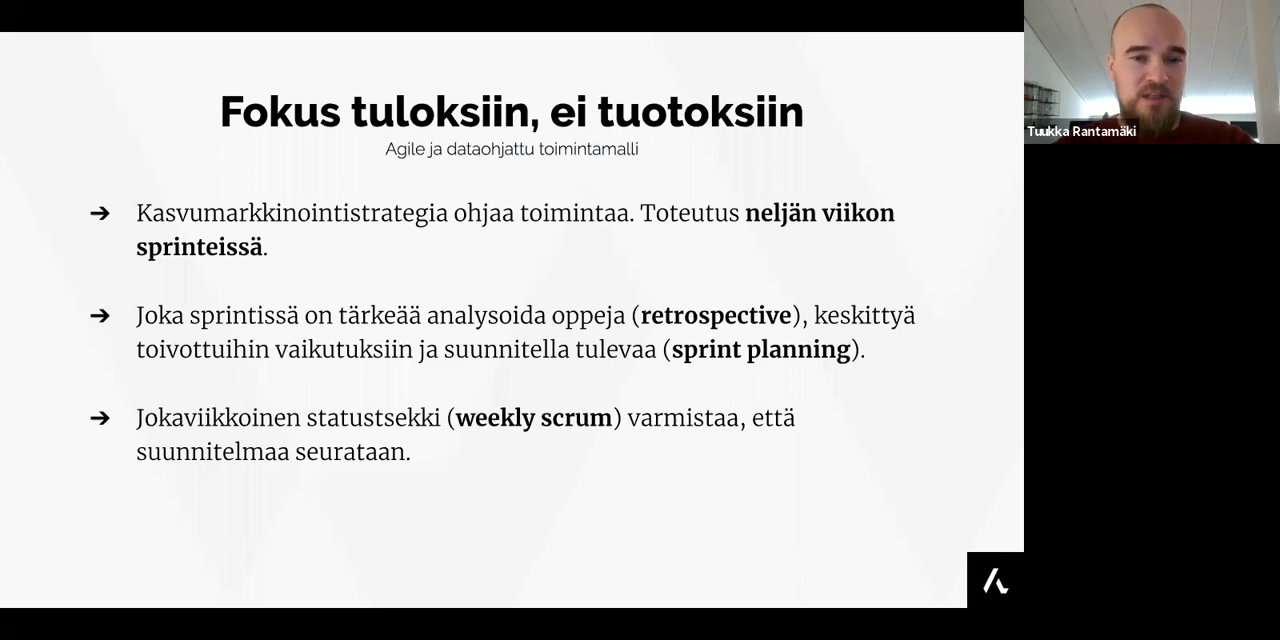 Fokus tuloksiin, ei tuotoksiin
Agile ja dataohjattu toimintamalli
➔ Kasvumarkkinointistrategia ohjaa toimintaa. Toteutus neljän viikon
sprinteissä.
➔ Joka sprintissä on tärkeää analysoida oppeja (retrospective), keskittyä
toivottuihin vaikutuksiin ja suunnitella tulevaa (sprint planning).
➔ Jokaviikkoinen statustsekki (weekly scrum) varmistaa, että
suunnitelmaa seurataan.
Tuukka Rantamäki